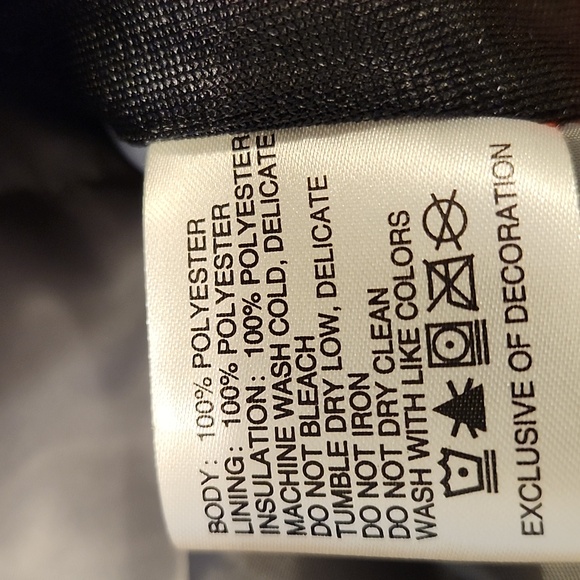 BODY: 100% POLYESTER
LINING: 100% POLYESTER
INSULATION: 100% POLYESTER
MACHINE WASH COLD, DELICATE
DO NOT BLEACH
TUMBLE DRY LOW, DELICATE
DO NOT IRON
DO NOT DRY CLEAN
WASH WITH LIKE COLORS
EXCLUSIVE OF DECORATION